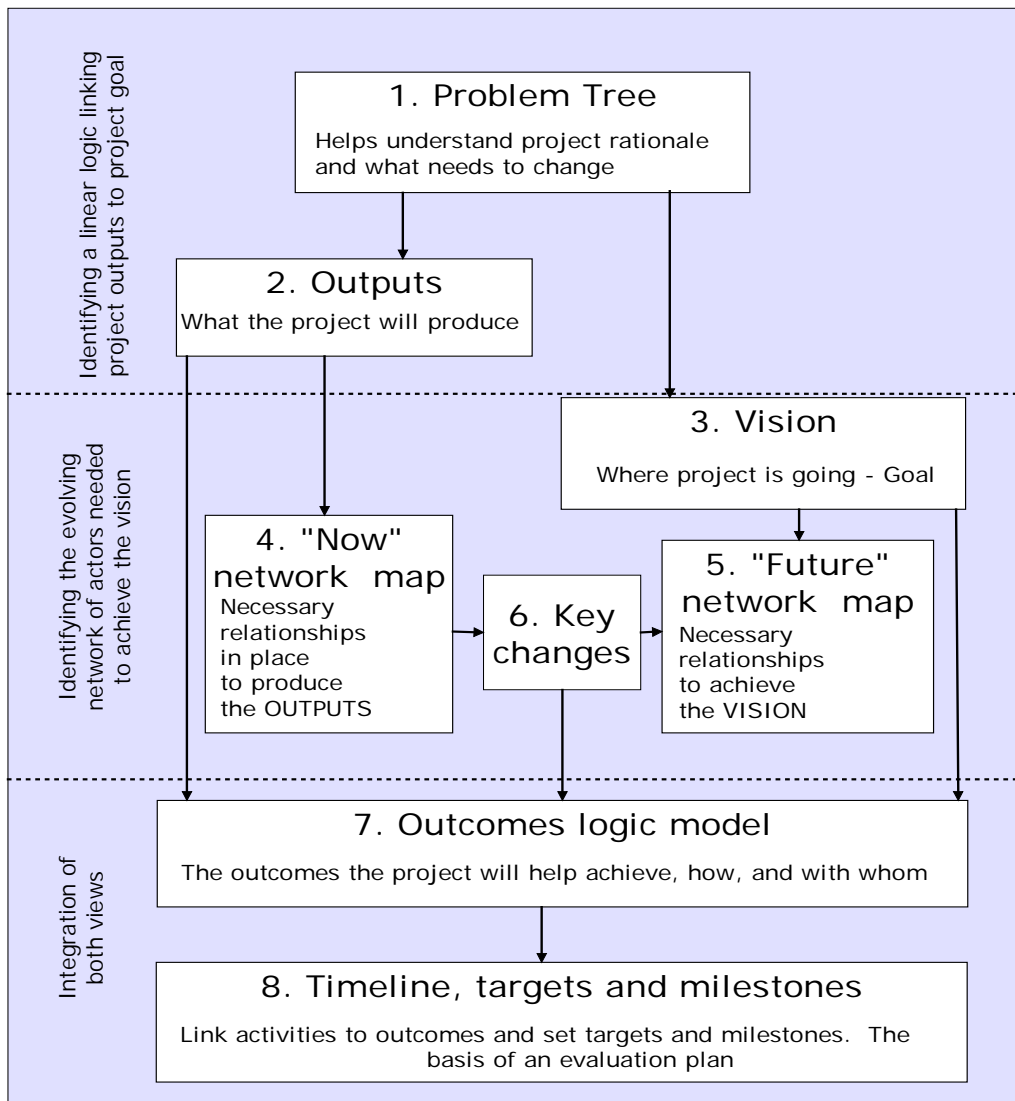 Identifying a linear logic linking
project outputs to project goal
1. Problem Tree
Helps understand project rationale
and what needs to change
2. Outputs
What the project will produce
Identifying the evolving
network of actors needed
to achieve the vision
3. Vision
Where project is going - Goal
4. "Now"
network map
Necessary
relationships
in place
to produce
the OUTPUTS
6. Key
changes
5. "Future"
network map
Necessary
relationships
to achieve
the VISION
Integration of
both views
7. Outcomes logic model
The outcomes the project will help achieve, how, and with whom
8. Timeline, targets and milestones
Link activities to outcomes and set targets and milestones. The
basis of an evaluation plan